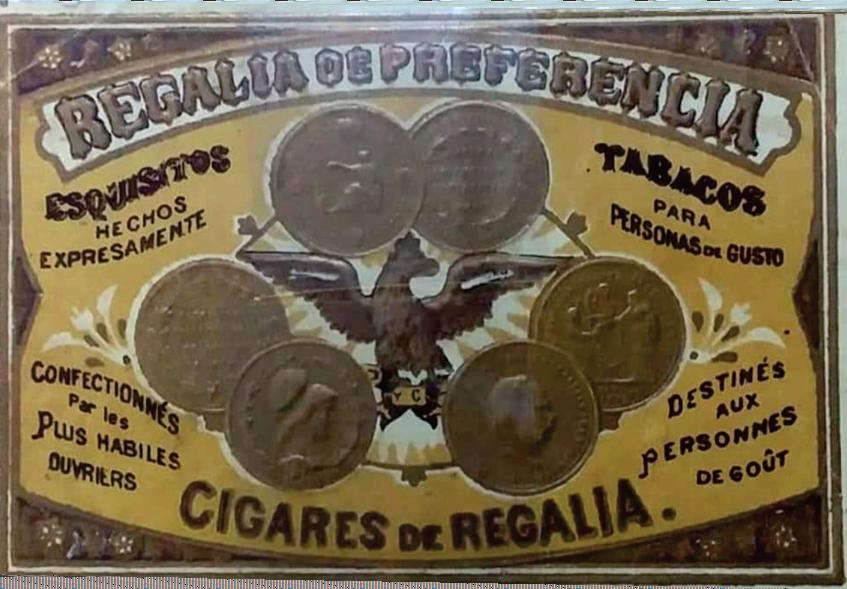 REGALIA DE PREFERENCIA
ESQUISITOS
HECHOS
EXPRESAMENTE
TABACOS
PARA
PERSONAS DE GUSTO
Y C
CONFECTIONNÉS
Par les
PLUS HABILES
OUVRIERS
DESTINÉS
AUX
PERSONNES
DE GOÛT
CIGARES DE REGALIA.